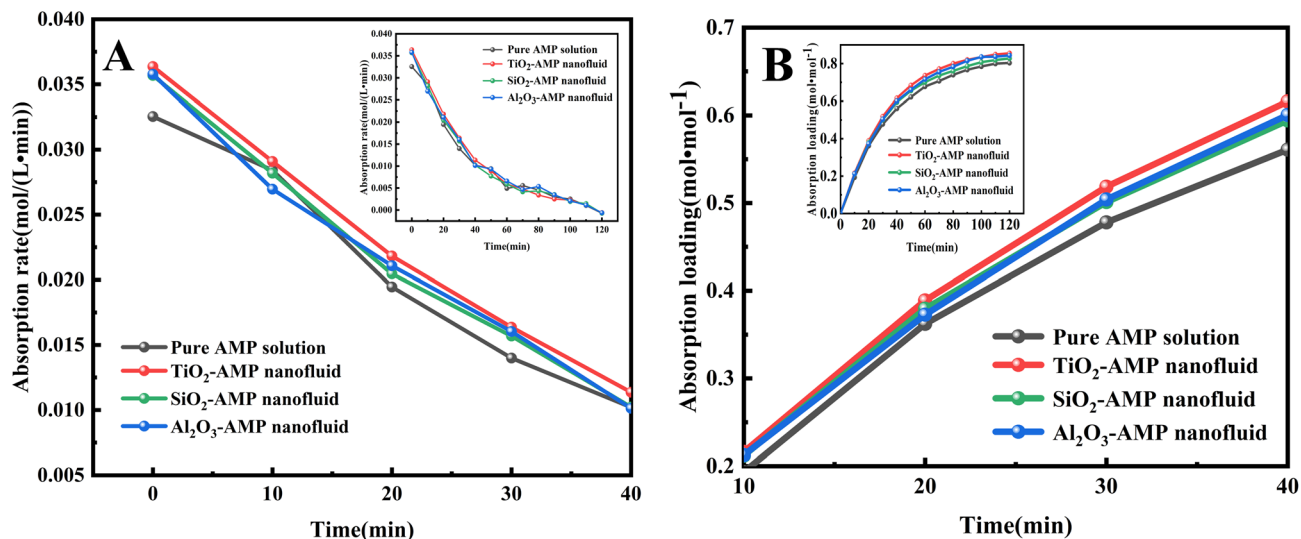 A
Absorption rate(mol/(L•min))
0.040
0.035
0.030
0.025
0.020
0.015
0.010
0.005
0
10
20
30
40
Time(min)
Pure AMP solution
TiO₂-AMP nanofluid
SiO₂-AMP nanofluid
Al₂O₃-AMP nanofluid
Absorption rate(mol/(L•min))
0.040
0.035
0.030
0.025
0.020
0.015
0.010
0.005
0.000
0
20
40
60
80
100
120
Time(min)
Pure AMP solution
TiO₂-AMP nanofluid
SiO₂-AMP nanofluid
Al₂O₃-AMP nanofluid
B
Absorption loading(mol•mol⁻¹)
0.7
0.6
0.5
0.4
0.3
0.2
10
20
30
40
Time(min)
Pure AMP solution
TiO₂-AMP nanofluid
SiO₂-AMP nanofluid
Al₂O₃-AMP nanofluid
Absorption loading(mol•mol⁻¹)
0.8
0.6
0.4
0.2
0.0
0
20
40
60
80
100
120
Time(min)
Pure AMP solution
TiO₂-AMP nanofluid
SiO₂-AMP nanofluid
Al₂O₃-AMP nanofluid